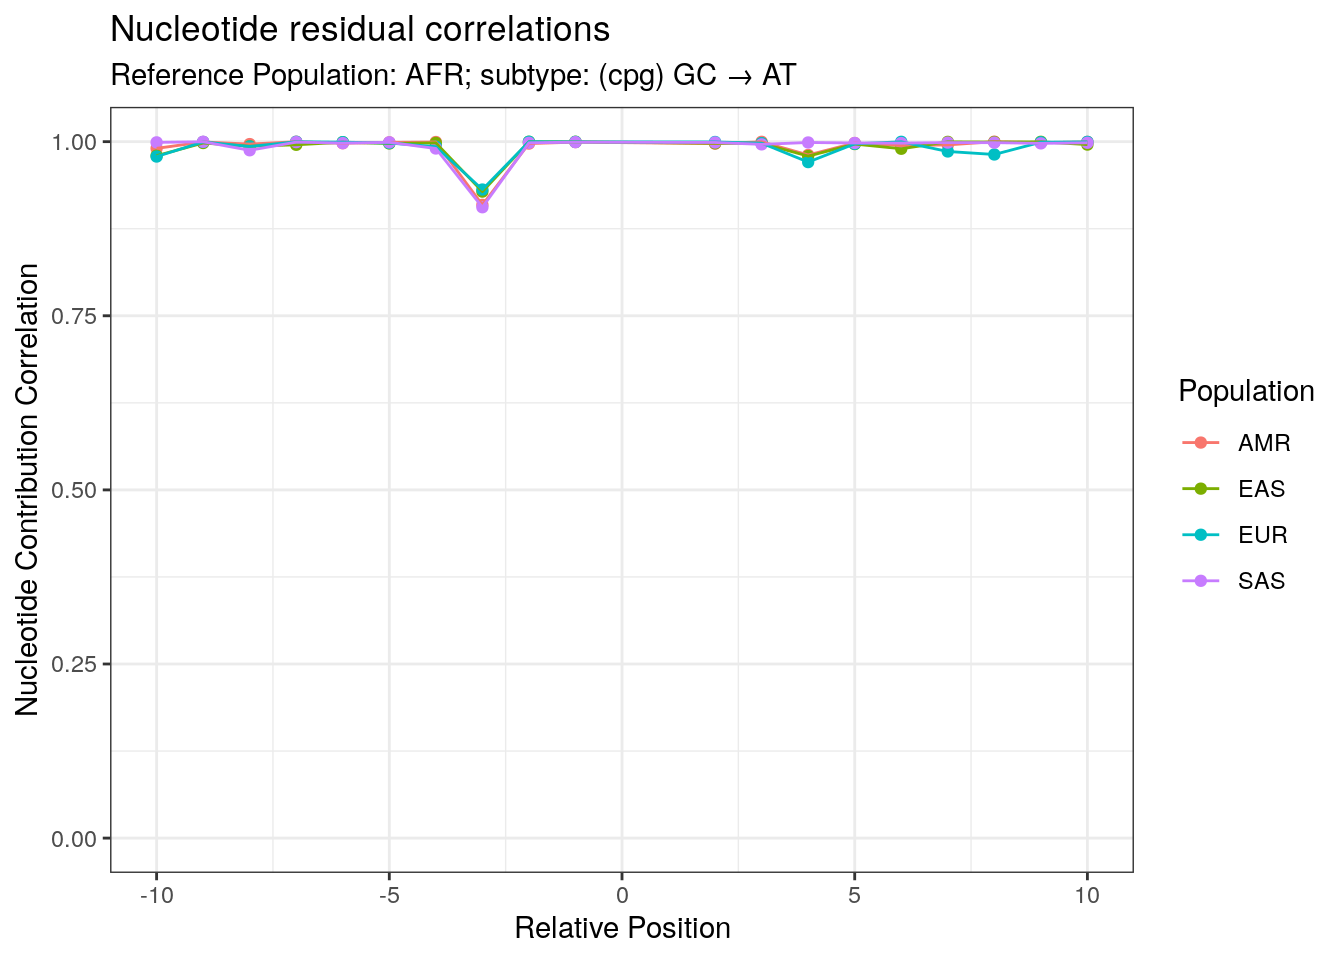 Nucleotide residual correlations
Reference Population: AFR; subtype: (cpg) GC → AT
Nucleotide Contribution Correlation
1.00
0.75
0.50
0.25
0.00
-10
-5
0
5
10
Relative Position
Population
AMR
EAS
EUR
SAS